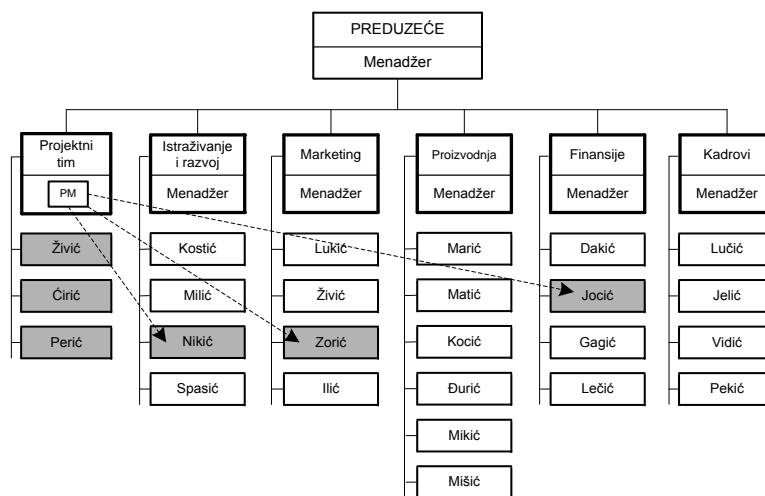 PREDUZEĆE
Menadžer
Projektni
tim
PM
Živić
Ćirić
Perić
Istraživanje
i razvoj
Menadžer
Kostić
Milić
Nikić
Spasić
Marketing
Menadžer
Lukić
Živić
Zorić
Ilić
Proizvodnja
Menadžer
Marić
Matić
Kocić
Đurić
Mikić
Mišić
Finansije
Menadžer
Dakić
Jocić
Gagić
Lečić
Kadrovi
Menadžer
Lučić
Jelić
Vidić
Pekić